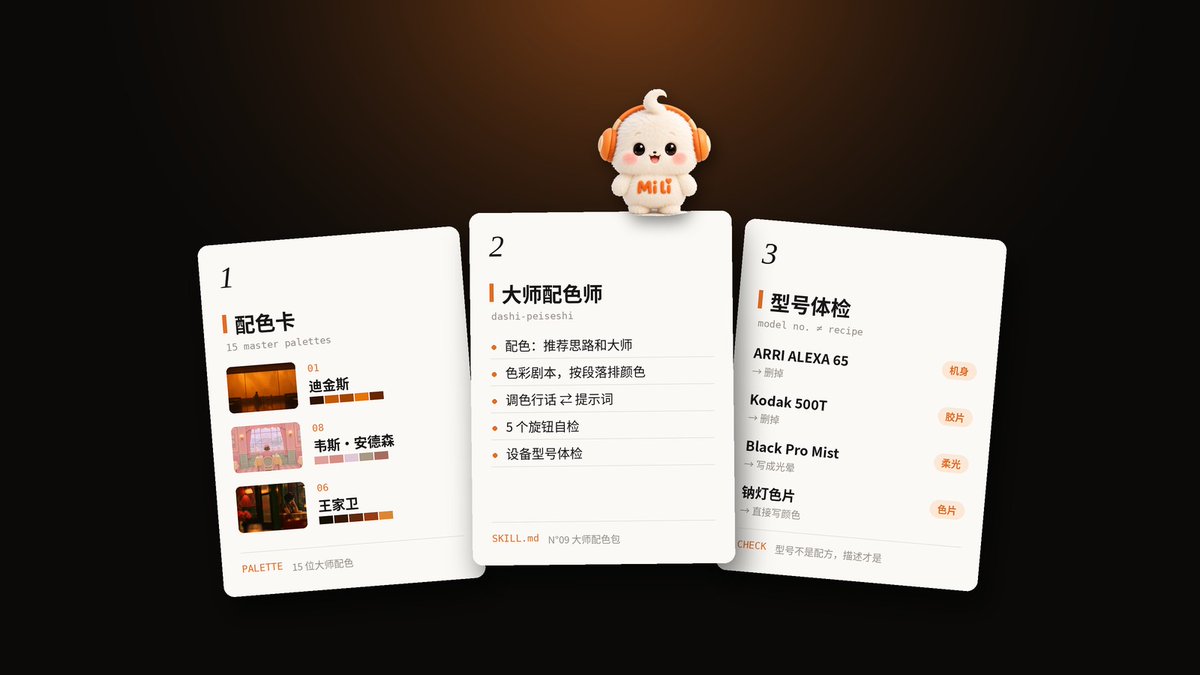 MiLi
1
配色卡
15 master palettes
01
迪金斯
08
韦斯·安德森
06
王家卫
PALETTE 15 位大师配色
2
大师配色师
dashi-peiseshi
配色：推荐思路和大师
色彩剧本，按段落排颜色
调色行话 ⇄ 提示词
5 个旋钮自检
设备型号体检
SKILL.md N°09 大师配色包
3
型号体检
model no. ≠ recipe
ARRI ALEXA 65 机身
→ 删掉
Kodak 500T 胶片
→ 删掉
Black Pro Mist 柔光
→ 写成光晕
钠灯色片 色片
→ 直接写颜色
CHECK 型号不是配方，描述才是